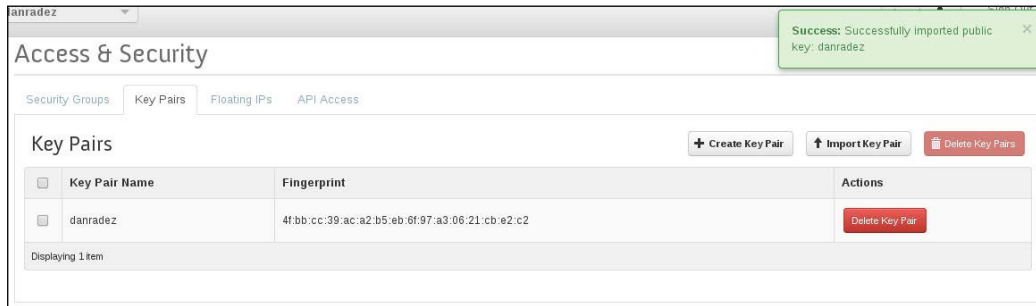 danradez
Success: Successfully imported public
key: danradez
Access & Security
Security Groups Key Pairs Floating IPs API Access
Key Pairs
Create Key Pair Import Key Pair Delete Key Pairs
Key Pair Name Fingerprint Actions
danradez 4f:bb:cc:39:ac:a2:b5:eb:6f:97:a3:06:21:cb:e2:c2 Delete Key Pair
Displaying 1 item